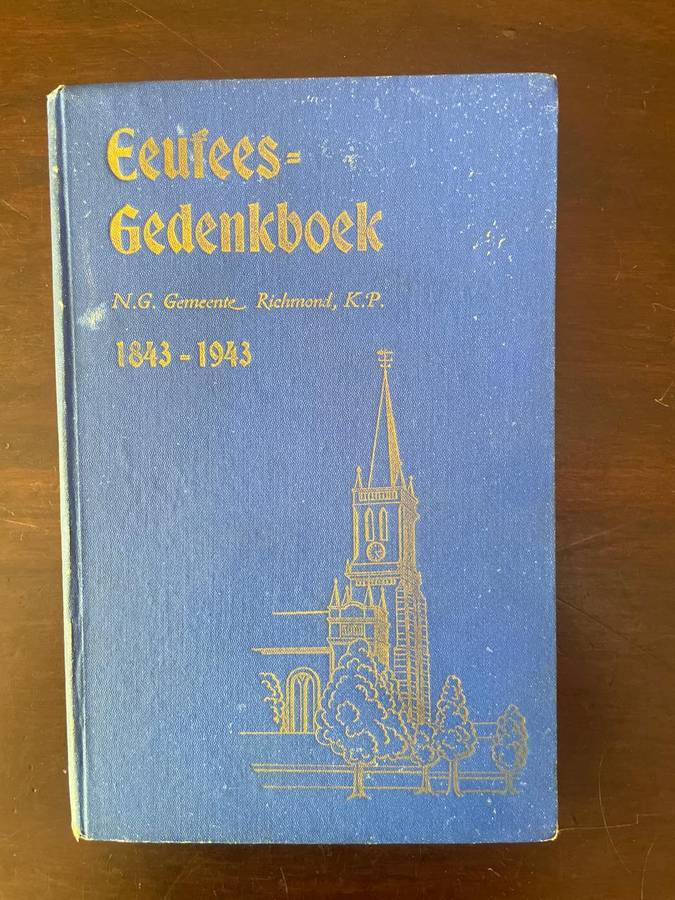 Eeufees-
Gedenkboek
N.G. Gemeente Richmond, K.P.
1843-1943